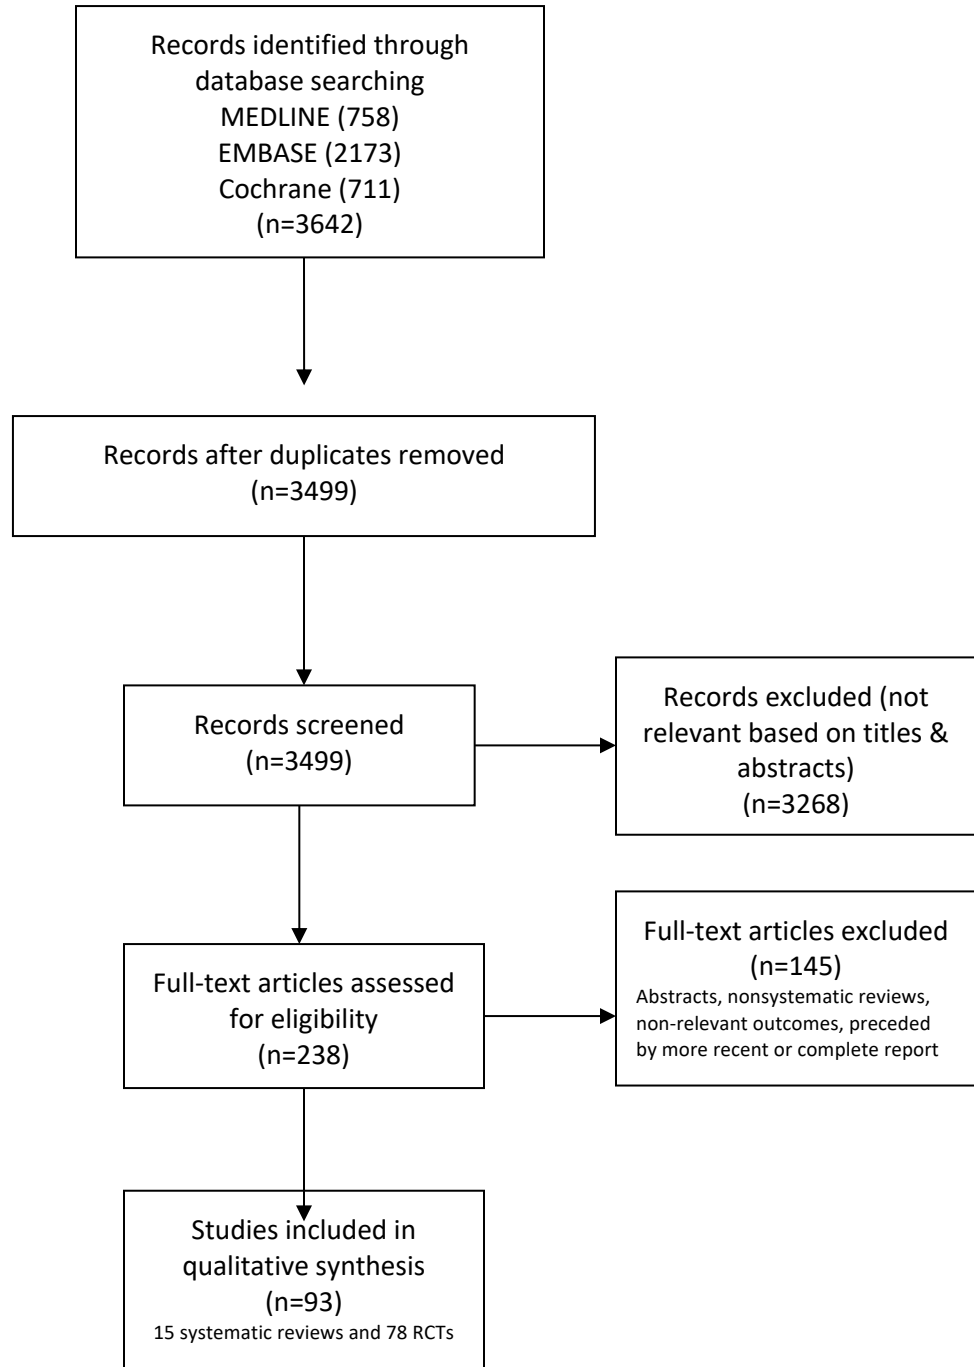 Records identified through
database searching
MEDLINE (758)
EMBASE (2173)
Cochrane (711)
(n=3642)
Records after duplicates removed
(n=3499)
Records screened
(n=3499)
Records excluded (not
relevant based on titles &
abstracts)
(n=3268)
Full-text articles assessed
for eligibility
(n=238)
Full-text articles excluded
(n=145)
Abstracts, nonsystematic reviews,
non-relevant outcomes, preceded
by more recent or complete report
Studies included in
qualitative synthesis
(n=93)
15 systematic reviews and 78 RCTs